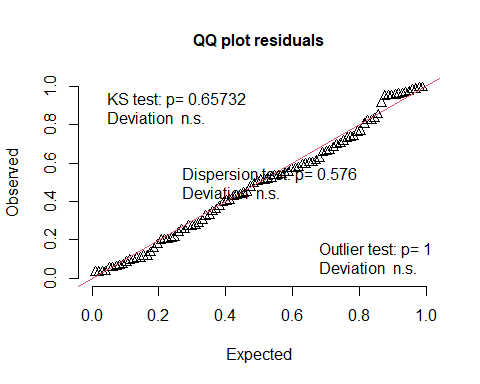 QQ plot residuals
KS test: p= 0.65732
Deviation n.s.
Dispersion test: p= 0.576
Deviation n.s.
Outlier test: p= 1
Deviation n.s.
Observed
0.0 0.2 0.4 0.6 0.8 1.0
0.0 0.2 0.4 0.6 0.8 1.0
Expected